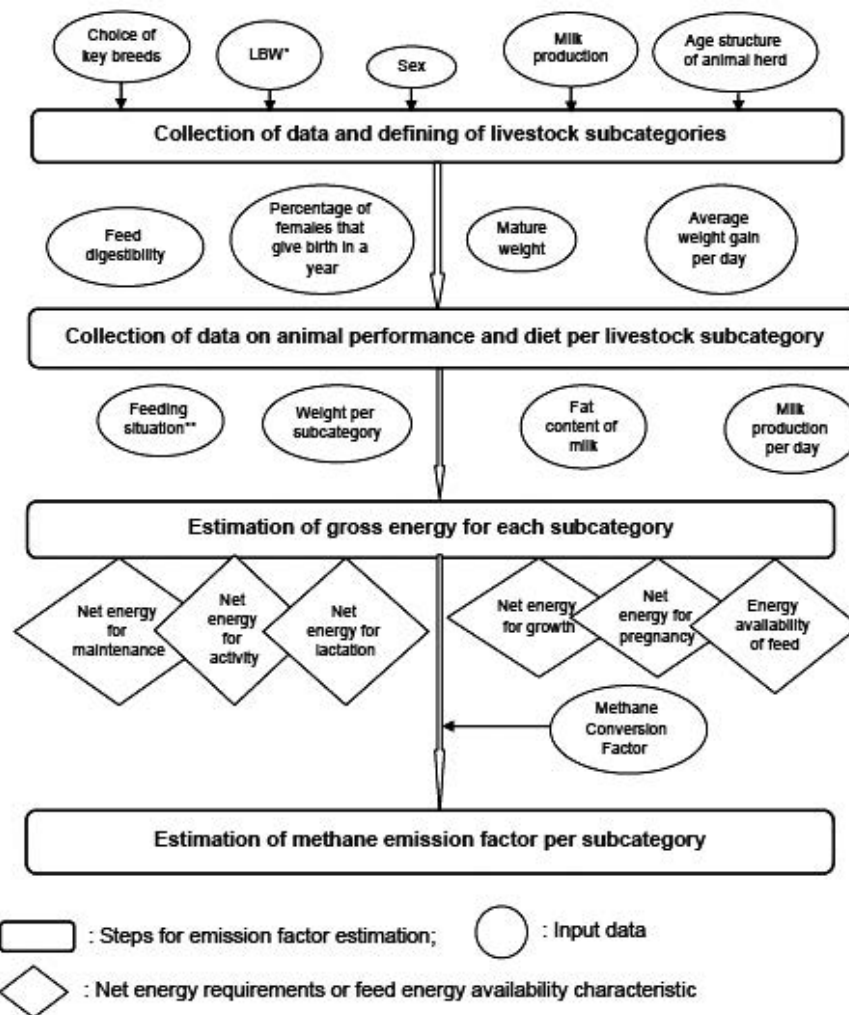 Choice of
key breeds
LBW*
Sex
Milk
production
Age structure
of animal herd
Collection of data and defining of livestock subcategories
Feed
digestibility
Percentage of
females that
give birth in a
year
Mature
weight
Average
weight gain
per day
Collection of data on animal performance and diet per livestock subcategory
Feeding
situation**
Weight per
subcategory
Fat
content of
milk
Milk
production
per day
Estimation of gross energy for each subcategory
Net energy
for
maintenance
Net
energy
for
activity
Net
energy for
lactation
Net energy
for growth
Net
energy for
pregnancy
Energy
availability
of feed
Methane
Conversion
Factor
Estimation of methane emission factor per subcategory
: Steps for emission factor estimation;
: Input data
: Net energy requirements or feed energy availability characteristic